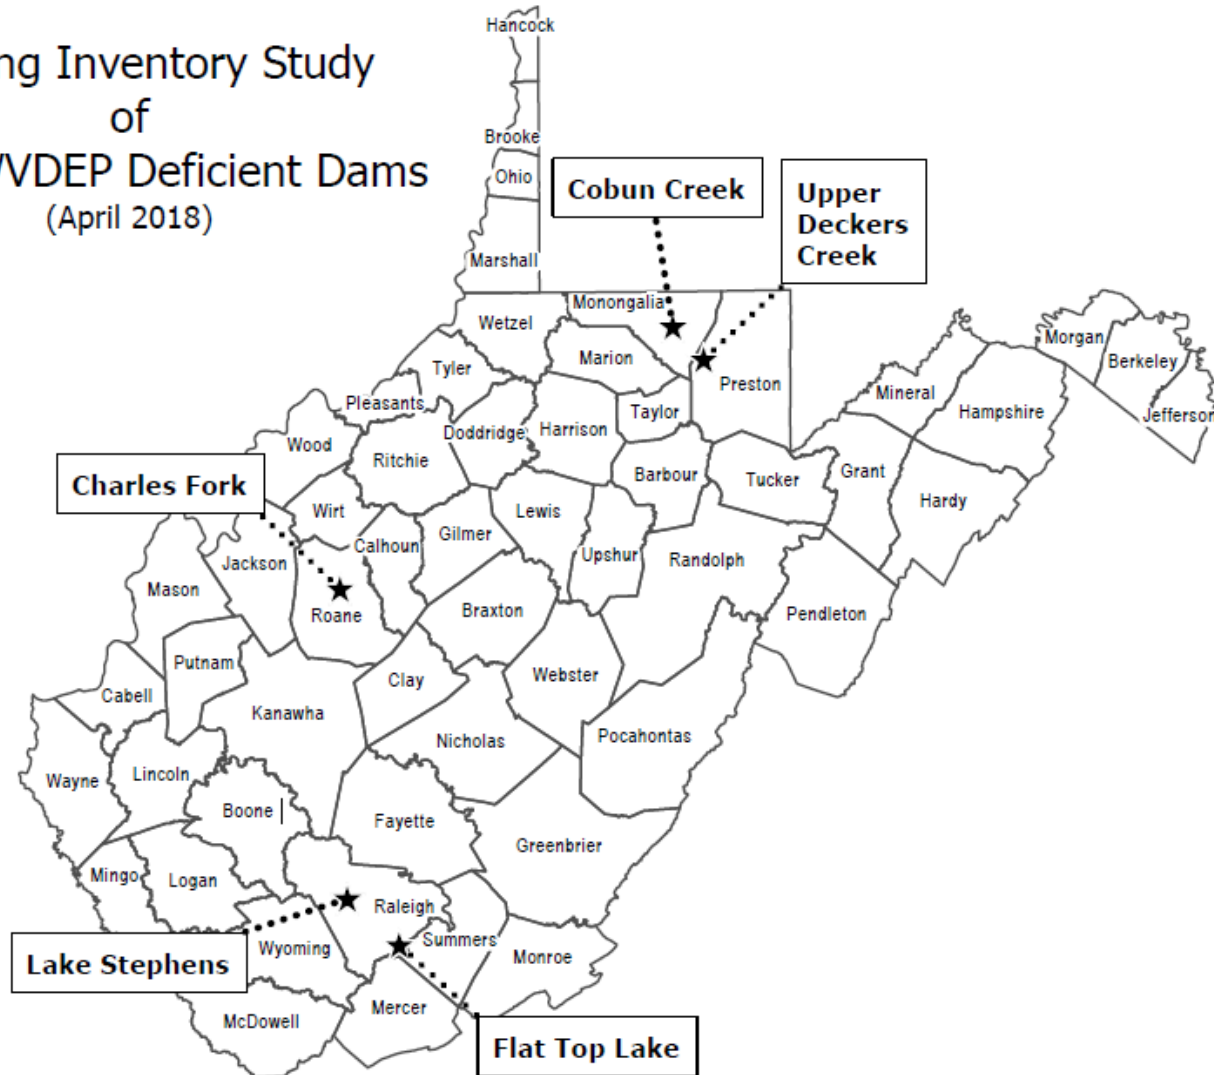 ng Inventory Study
of
VDEP Deficient Dams
(April 2018)
Hancock
Brooke
Ohio
Marshall
Cobun Creek
Upper
Deckers
Creek
Wetzel
Monongalia
Marion
Preston
Tyler
Pleasants
Taylor
Doddridge
Harrison
Wood
Ritchie
Barbour
Tucker
Mineral
Hampshire
Morgan
Berkeley
Jefferson
Grant
Hardy
Charles Fork
Wirt
Lewis
Gilmer
Calhoun
Upshur
Randolph
Jackson
Mason
Roane
Braxton
Pendleton
Putnam
Clay
Webster
Cabell
Kanawha
Nicholas
Pocahontas
Wayne
Lincoln
Boone
Fayette
Greenbrier
Mingo
Logan
Raleigh
Summers
Wyoming
Monroe
Lake Stephens
McDowell
Mercer
Flat Top Lake